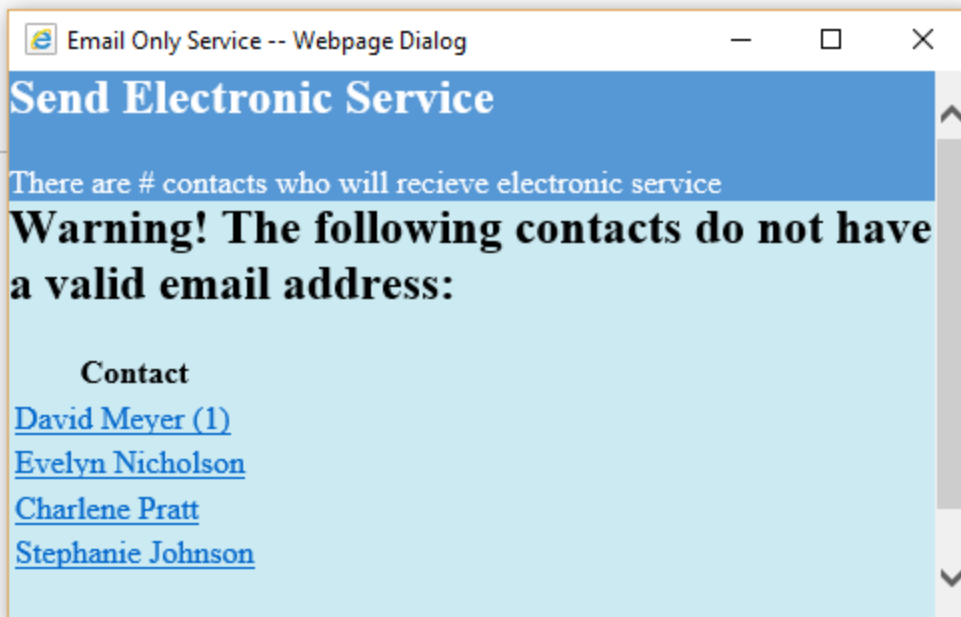 Email Only Service -- Webpage Dialog
Send Electronic Service
There are # contacts who will recieve electronic service
Warning! The following contacts do not have
a valid email address:
Contact
David Meyer (1)
Evelyn Nicholson
Charlene Pratt
Stephanie Johnson